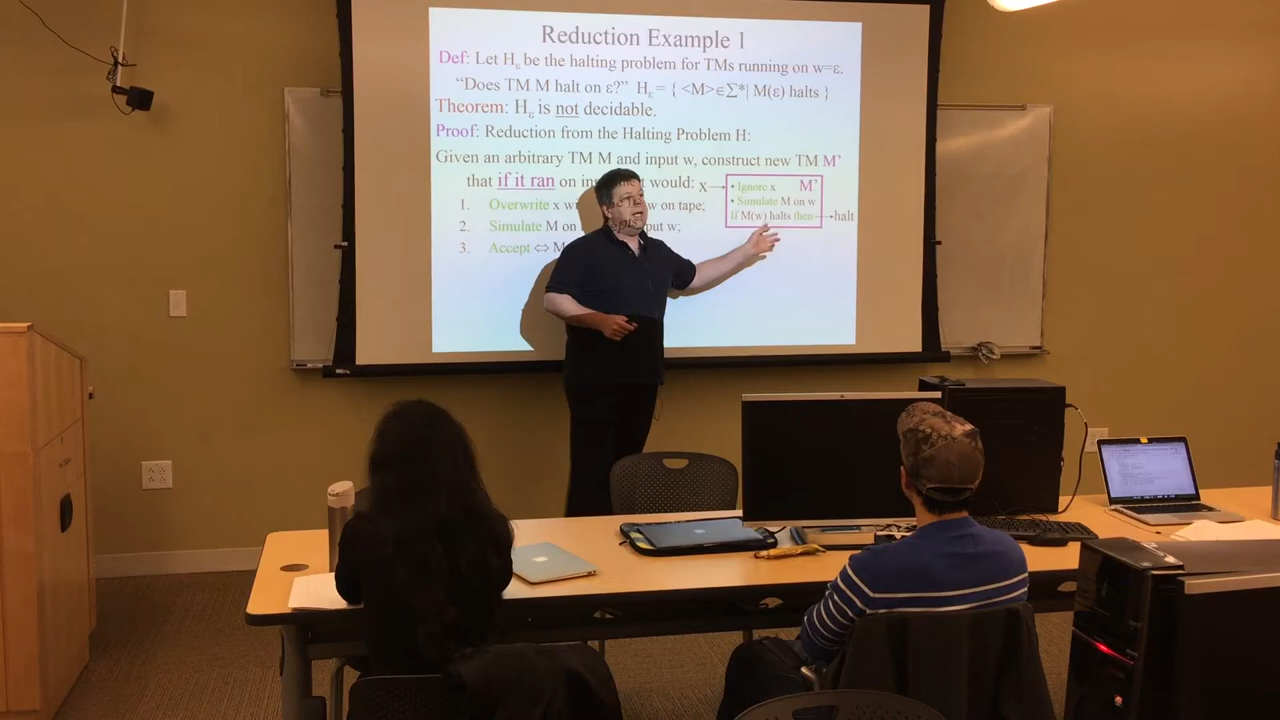 Reduction Example 1
Def: Let Hε be the halting problem for TMs running on w=ε.
“Does TM M halt on ε?” Hε = { <M>∈∑*| M(ε) halts }
Theorem: Hε is not decidable.
Proof: Reduction from the Halting Problem H:
Given an arbitrary TM M and input w, construct new TM M’
that if it ran on would: x
1. Overwrite x on tape;
2. Simulate M on w;
3. Accept ⇔ M
• Ignore x M’
• Simulate M on w
If M(w) halts then halt